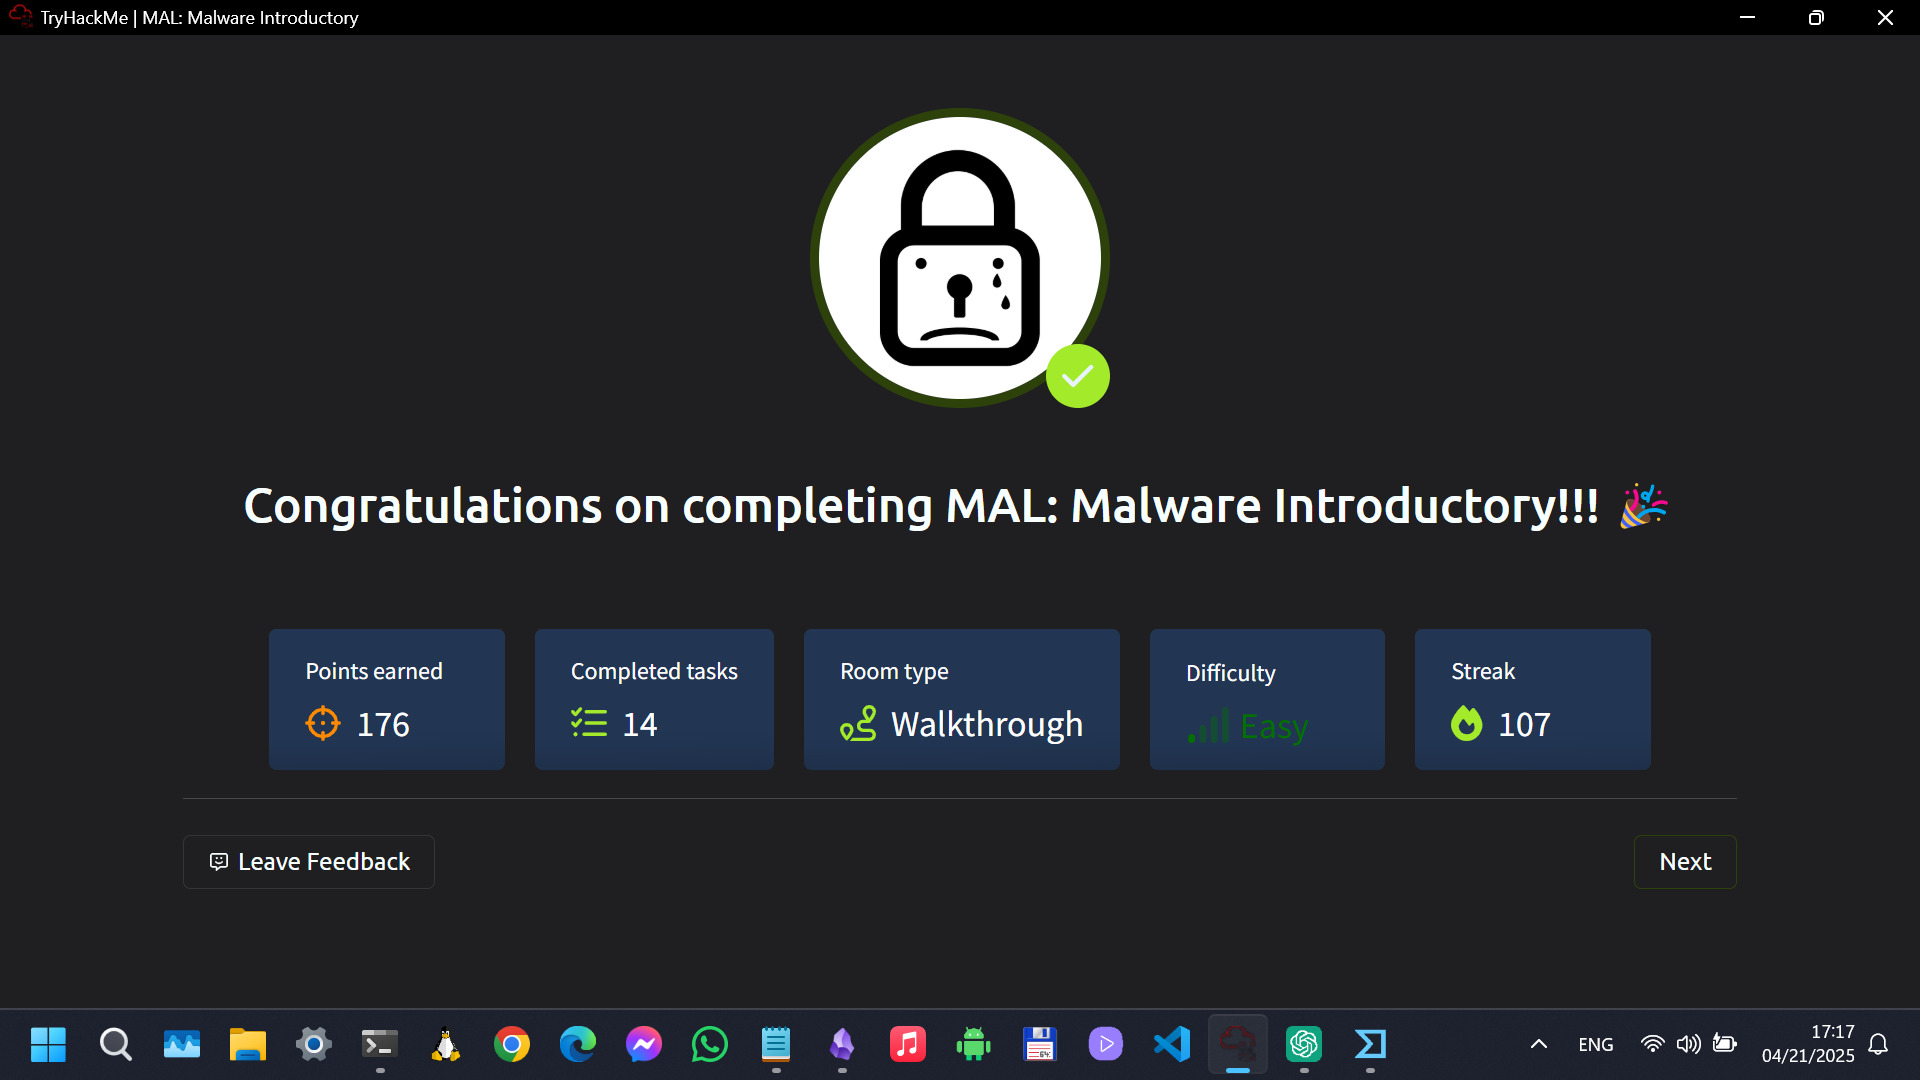 TryHackMe | MAL: Malware Introductory
Congratulations on completing MAL: Malware Introductory!!! 🎉
Points earned
176
Completed tasks
14
Room type
Walkthrough
Difficulty
Easy
Streak
107
Leave Feedback
Next
64
ENG
17:17
04/21/2025